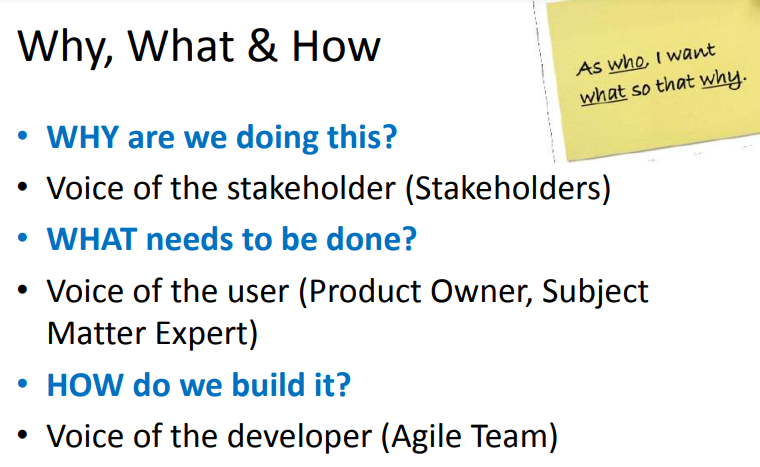 Why, What & How
As who, I want
what so that why.
• WHY are we doing this?
• Voice of the stakeholder (Stakeholders)
• WHAT needs to be done?
• Voice of the user (Product Owner, Subject
Matter Expert)
• HOW do we build it?
• Voice of the developer (Agile Team)